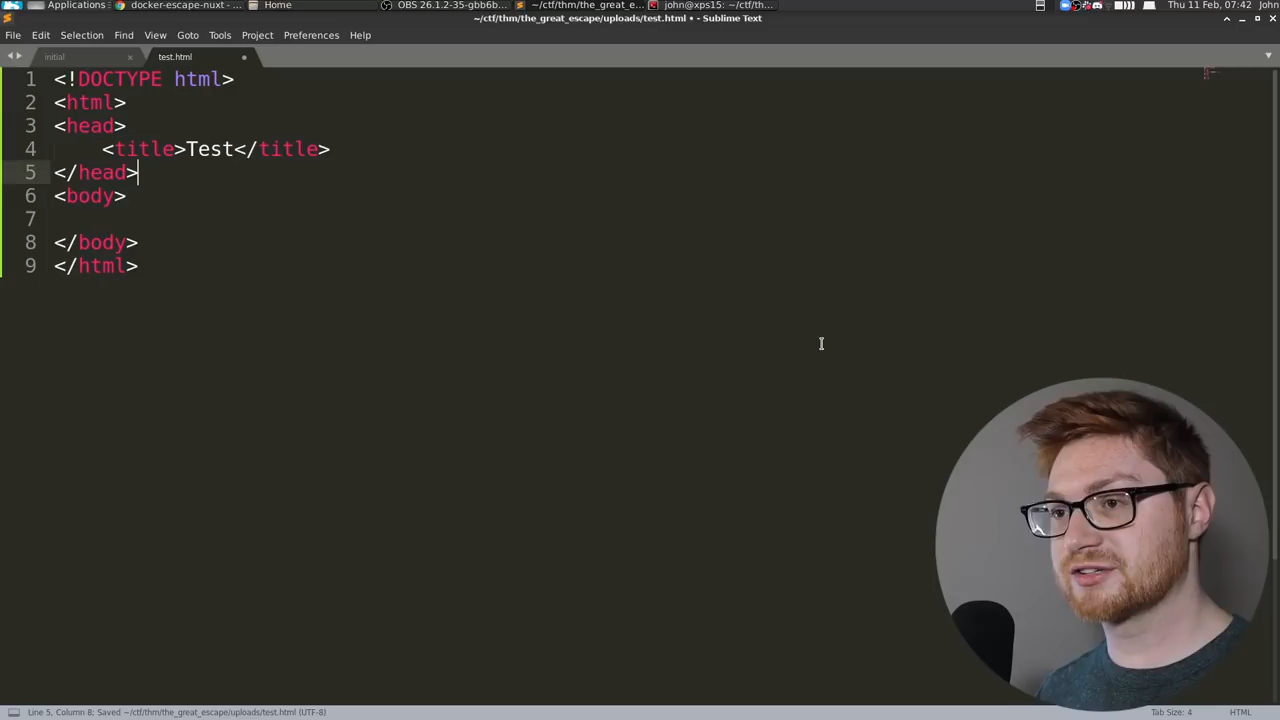 Applications
docker-escape-nuxt - ...
Home
OBS 26.1.2-35-gbb6b...
~/ctf/thm/the_great_e...
john@xps15: ~/ctf/th...
Thu 11 Feb, 07:42
John
~/ctf/thm/the_great_escape/uploads/test.html • - Sublime Text
File Edit Selection Find View Goto Tools Project Preferences Help
initial
test.html
1 <!DOCTYPE html>
2 <html>
3 <head>
4     <title>Test</title>
5 </head>
6 <body>
7
8 </body>
9 </html>
Line 5, Column 8; Saved ~/ctf/thm/the_great_escape/uploads/test.html (UTF-8)
Tab Size: 4
HTML